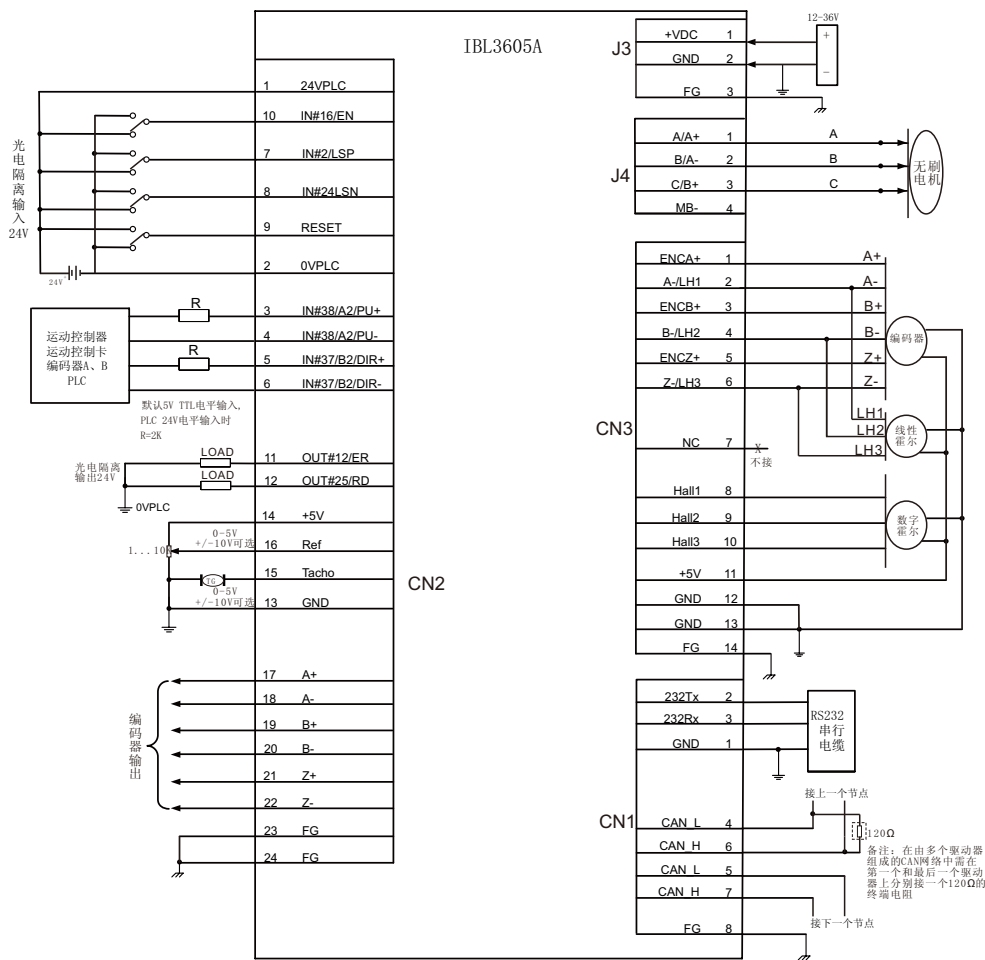 IBL3605A
12-36V
J3
+VDC 1
+
GND 2
-
FG 3
J4
A/A+ 1 A
B/A- 2 B
C/B+ 3 C
MB- 4
无刷
电机
光电隔离输入
24V
24V
1 24VPLC
10 IN#16/EN
7 IN#2/LSP
8 IN#24LSN
9 RESET
2 0VPLC
运动控制器
运动控制卡
编码器A、B
PLC
R
R
3 IN#38/A2/PU+
4 IN#38/A2/PU-
5 IN#37/B2/DIR+
6 IN#37/B2/DIR-
默认5V TTL电平输入,
PLC 24V电平输入时
R=2K
光电隔离
输出24V
LOAD
LOAD
0VPLC
11 OUT#12/ER
12 OUT#25/RD
14 +5V
0-5V
+/-10V可选
1...10K
16 Ref
15 Tacho
TG
0-5V
+/-10V可选
13 GND
CN2
编码器输出
17 A+
18 A-
19 B+
20 B-
21 Z+
22 Z-
23 FG
24 FG
CN3
ENCA+ 1 A+
A-/LH1 2 A-
ENCB+ 3 B+
B-/LH2 4 B-
ENCZ+ 5 Z+
Z-/LH3 6 Z-
编码器
LH1
LH2
LH3
线性
霍尔
NC 7 X
不接
Hall1 8
Hall2 9
Hall3 10
数字
霍尔
+5V 11
GND 12
GND 13
FG 14
CN1
232Tx 2
232Rx 3
GND 1
RS232
串行
电缆
接上一个节点
CAN_L 4
CAN_H 6
CAN_L 5
CAN_H 7
120Ω
备注：在由多个驱动器
组成的CAN网络中需在
第一个和最后一个驱动
器上分别接一个120Ω的
终端电阻
接下一个节点
FG 8